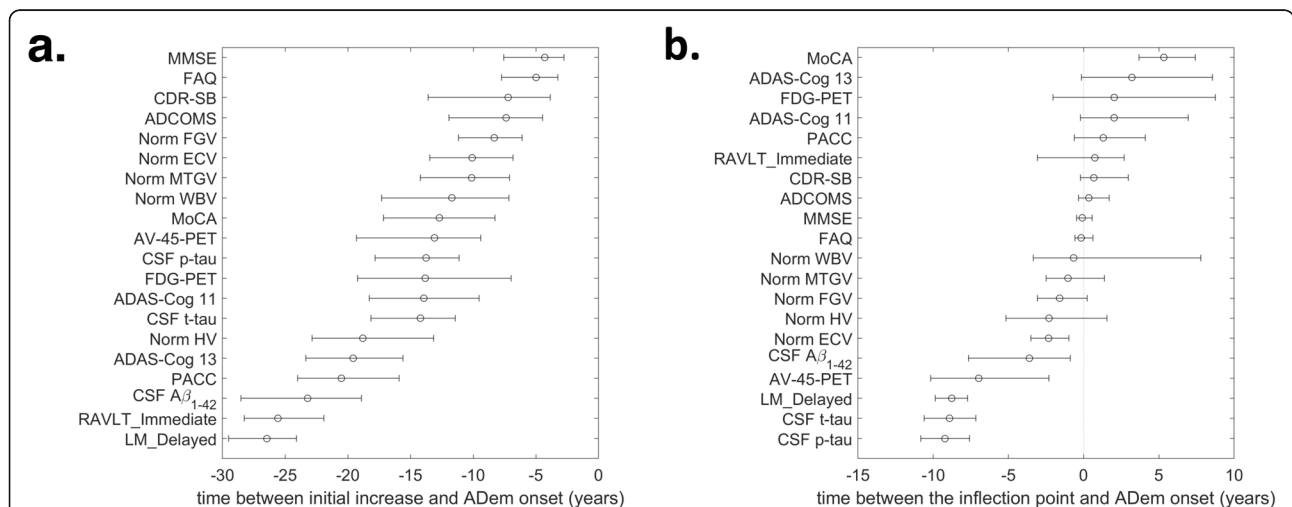 a.
MMSE
FAQ
CDR-SB
ADCOMS
Norm FGV
Norm ECV
Norm MTGV
Norm WBV
MoCA
AV-45-PET
CSF p-tau
FDG-PET
ADAS-Cog 11
CSF t-tau
Norm HV
ADAS-Cog 13
PACC
CSF Aβ1-42
RAVLT_Immediate
LM_Delayed
-30 -25 -20 -15 -10 -5 0
time between initial increase and ADem onset (years)
b.
MoCA
ADAS-Cog 13
FDG-PET
ADAS-Cog 11
PACC
RAVLT_Immediate
CDR-SB
ADCOMS
MMSE
FAQ
Norm WBV
Norm MTGV
Norm FGV
Norm HV
Norm ECV
CSF Aβ1-42
AV-45-PET
LM_Delayed
CSF t-tau
CSF p-tau
-15 -10 -5 0 5 10
time between the inflection point and ADem onset (years)